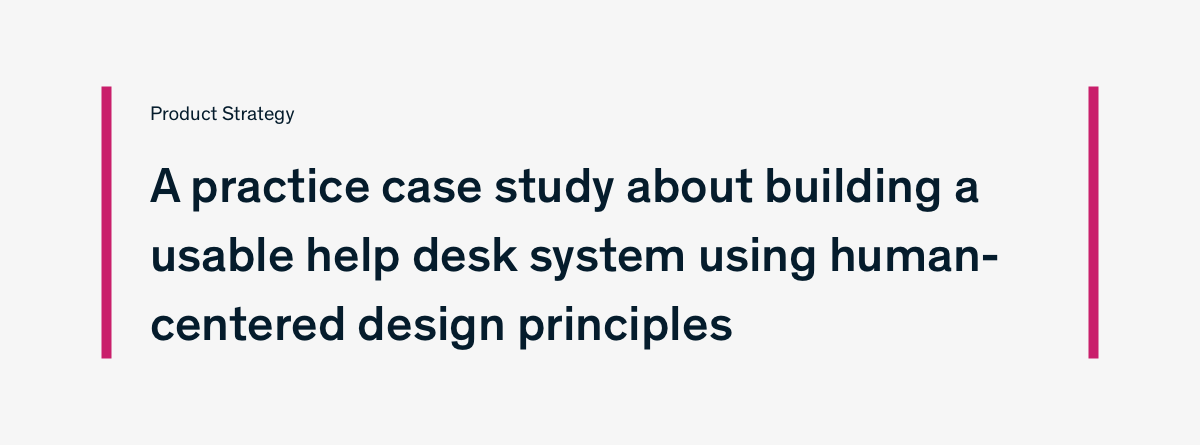 Product Strategy
A practice case study about building a
usable help desk system using human-
centered design principles